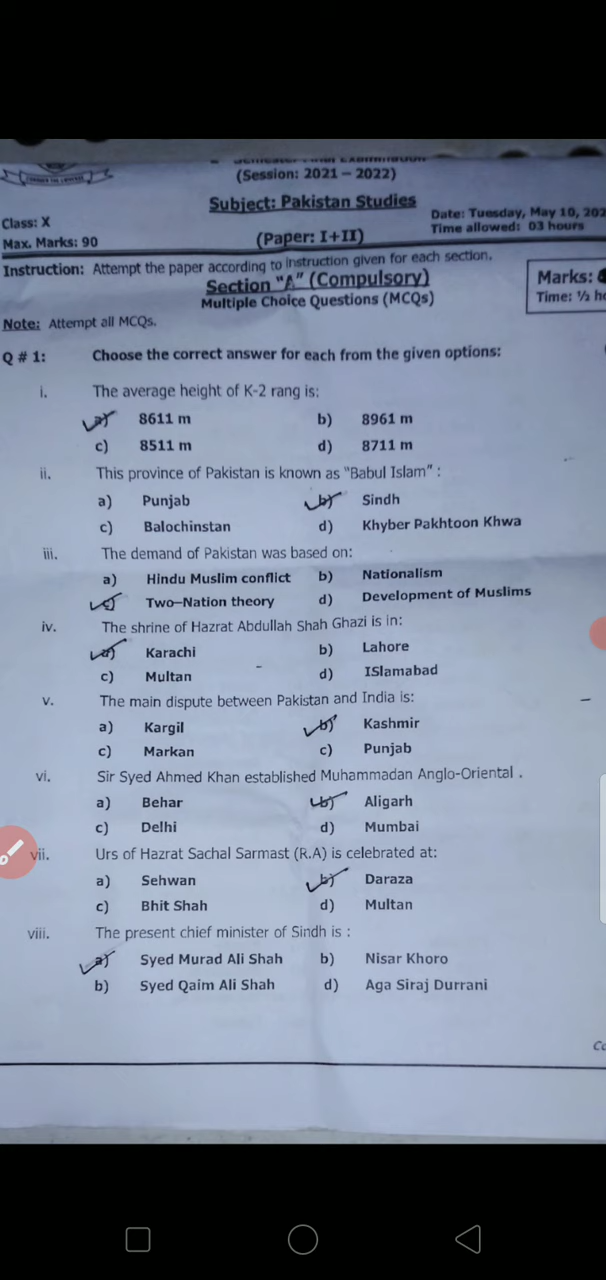 (Session: 2021 – 2022)
Subject: Pakistan Studies
Class: X
Date: Tuesday, May 10, 202
Max. Marks: 90
(Paper: I+II)
Time allowed: 03 hours
Instruction: Attempt the paper according to instruction given for each section.
Section "A" (Compulsory)
Marks:
Multiple Choice Questions (MCQs)
Time: ½ h
Note: Attempt all MCQs.
Q # 1: Choose the correct answer for each from the given options:
i. The average height of K-2 rang is:
a) 8611 m b) 8961 m
c) 8511 m d) 8711 m
ii. This province of Pakistan is known as "Babul Islam" :
a) Punjab b) Sindh
c) Balochinstan d) Khyber Pakhtoon Khwa
iii. The demand of Pakistan was based on:
a) Hindu Muslim conflict b) Nationalism
c) Two–Nation theory d) Development of Muslims
iv. The shrine of Hazrat Abdullah Shah Ghazi is in:
a) Karachi b) Lahore
c) Multan d) ISlamabad
v. The main dispute between Pakistan and India is:
a) Kargil b) Kashmir
c) Markan c) Punjab
vi. Sir Syed Ahmed Khan established Muhammadan Anglo-Oriental .
a) Behar b) Aligarh
c) Delhi d) Mumbai
vii. Urs of Hazrat Sachal Sarmast (R.A) is celebrated at:
a) Sehwan b) Daraza
c) Bhit Shah d) Multan
viii. The present chief minister of Sindh is :
a) Syed Murad Ali Shah b) Nisar Khoro
b) Syed Qaim Ali Shah d) Aga Siraj Durrani